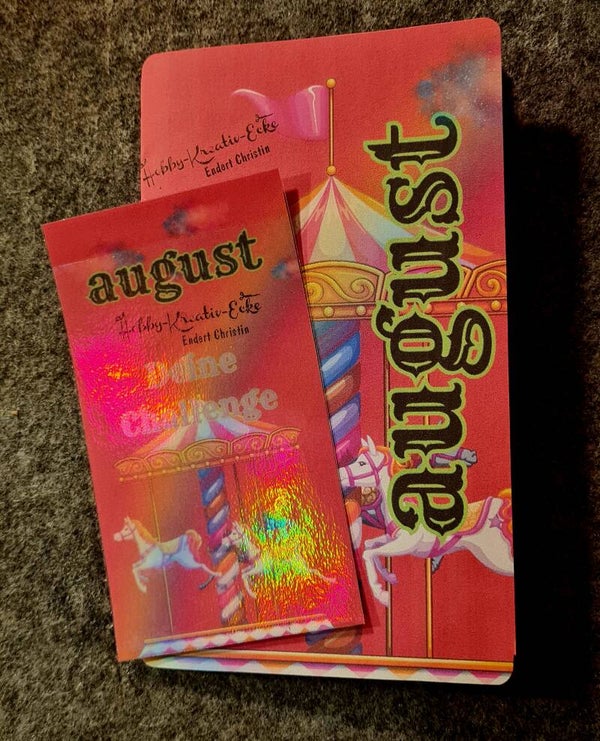 Hobby-Kreativ-Ecke
Endert Christin
august
august
Hobby-Kreativ-Ecke
Endert Christin
Deine
Challenge